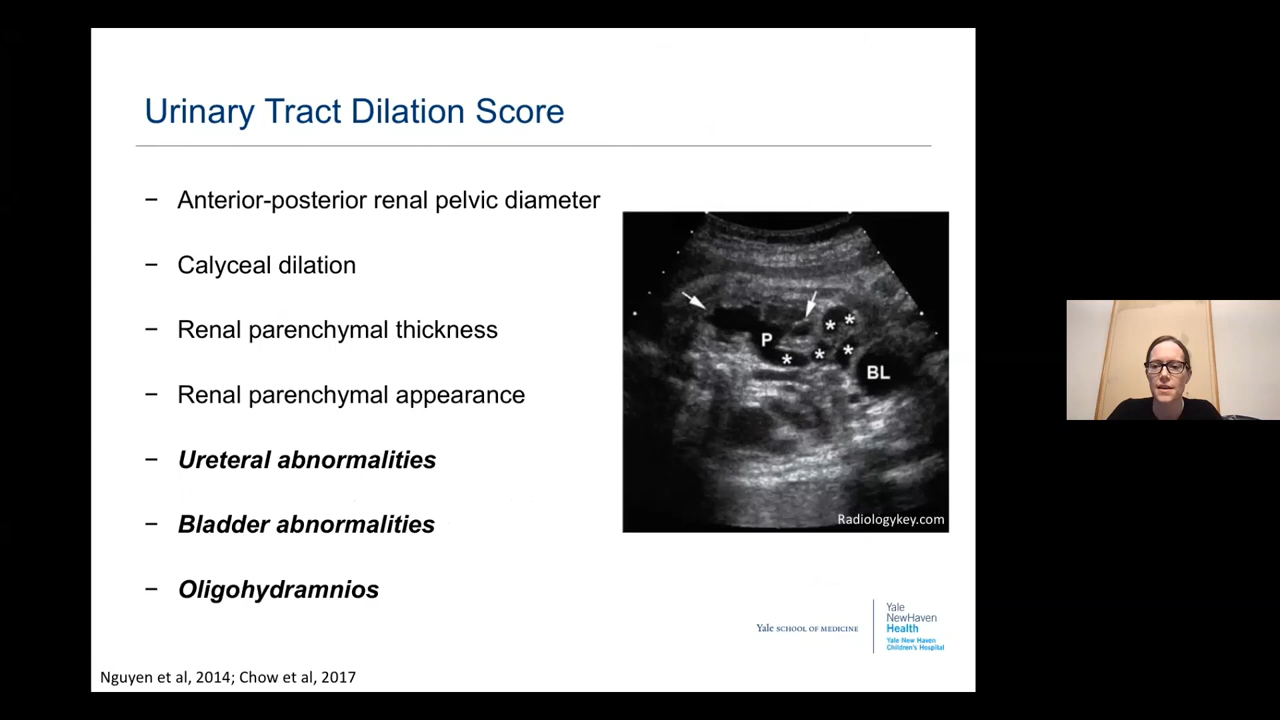 Urinary Tract Dilation Score
− Anterior-posterior renal pelvic diameter
− Calyceal dilation
− Renal parenchymal thickness
− Renal parenchymal appearance
− Ureteral abnormalities
− Bladder abnormalities
− Oligohydramnios
P
*
*
*
*
*
BL
Radiologykey.com
Yale SCHOOL OF MEDICINE
Yale
NewHaven
Health
Yale New Haven
Children's Hospital
Nguyen et al, 2014; Chow et al, 2017